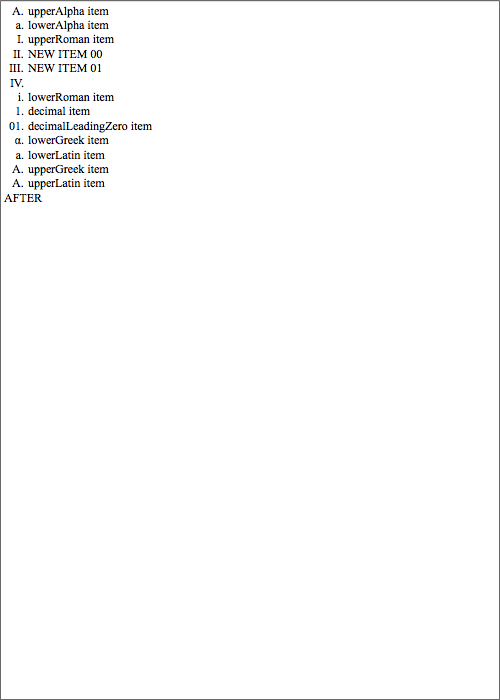 A. upperAlpha item
a. lowerAlpha item
I. upperRoman item
II. NEW ITEM 00
III. NEW ITEM 01
IV.
i. lowerRoman item
1. decimal item
01. decimalLeadingZero item
α. lowerGreek item
a. lowerLatin item
A. upperGreek item
A. upperLatin item
AFTER